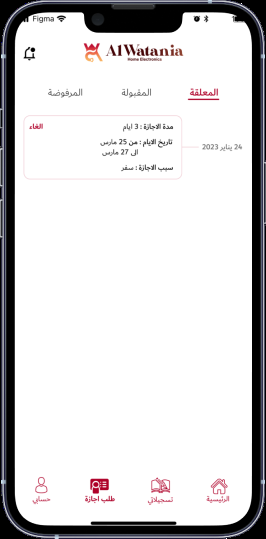 Figma
AlWatania
Home Electronics
المعلقة
المقبولة
المرفوضة
24 يناير 2023
مدة الاجازة : 3 ايام
الغاء
تاريخ الايام : من 25 مارس
الى 27 مارس
سبب الاجازة : سفر
الرئيسية
تسجيلاتي
طلب اجازة
حسابي